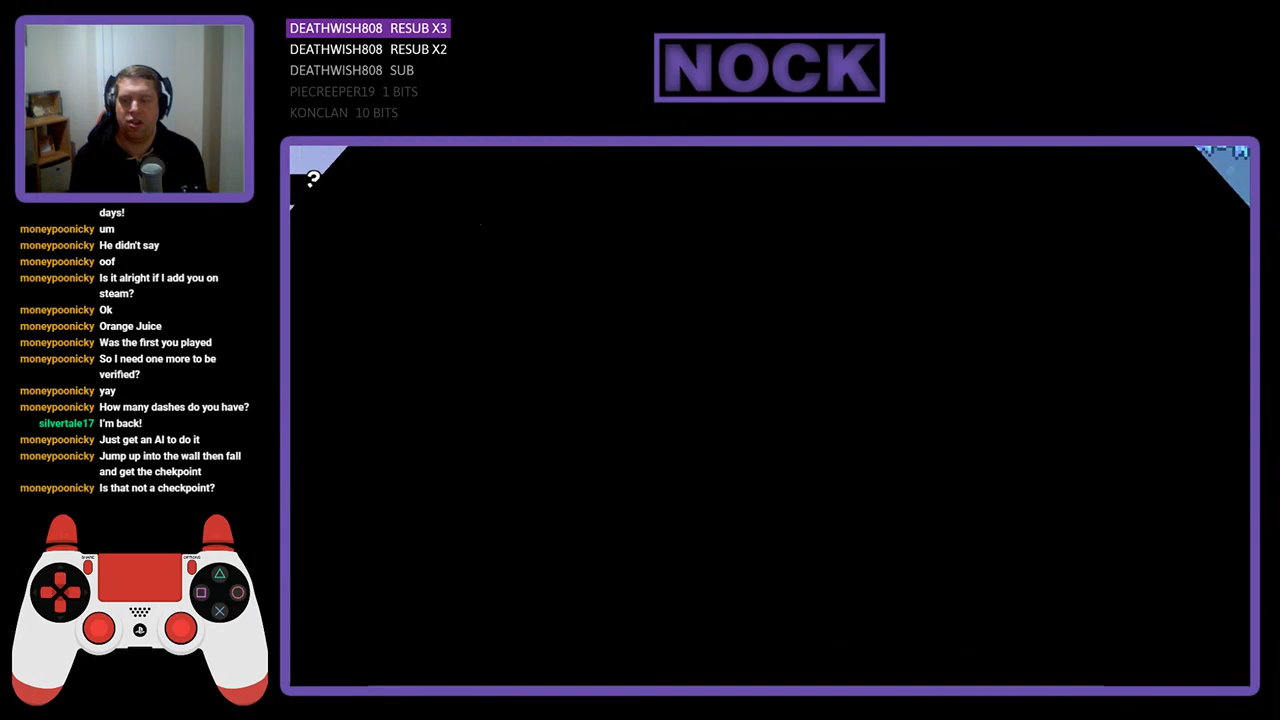 DEATHWISH808 RESUB X3
DEATHWISH808 RESUB X2
DEATHWISH808 SUB
PIECREEPER19 1 BITS
KONCLAN 10 BITS
NOCK
?
days!
moneypoonicky um
moneypoonicky He didn't say
moneypoonicky oof
moneypoonicky Is it alright if I add you on
steam?
moneypoonicky Ok
moneypoonicky Orange Juice
moneypoonicky Was the first you played
moneypoonicky So I need one more to be
verified?
moneypoonicky yay
moneypoonicky How many dashes do you have?
silvertale17 I'm back!
moneypoonicky Just get an AI to do it
moneypoonicky Jump up into the wall then fall
and get the chekpoint
moneypoonicky Is that not a checkpoint?
SHARE
OPTIONS